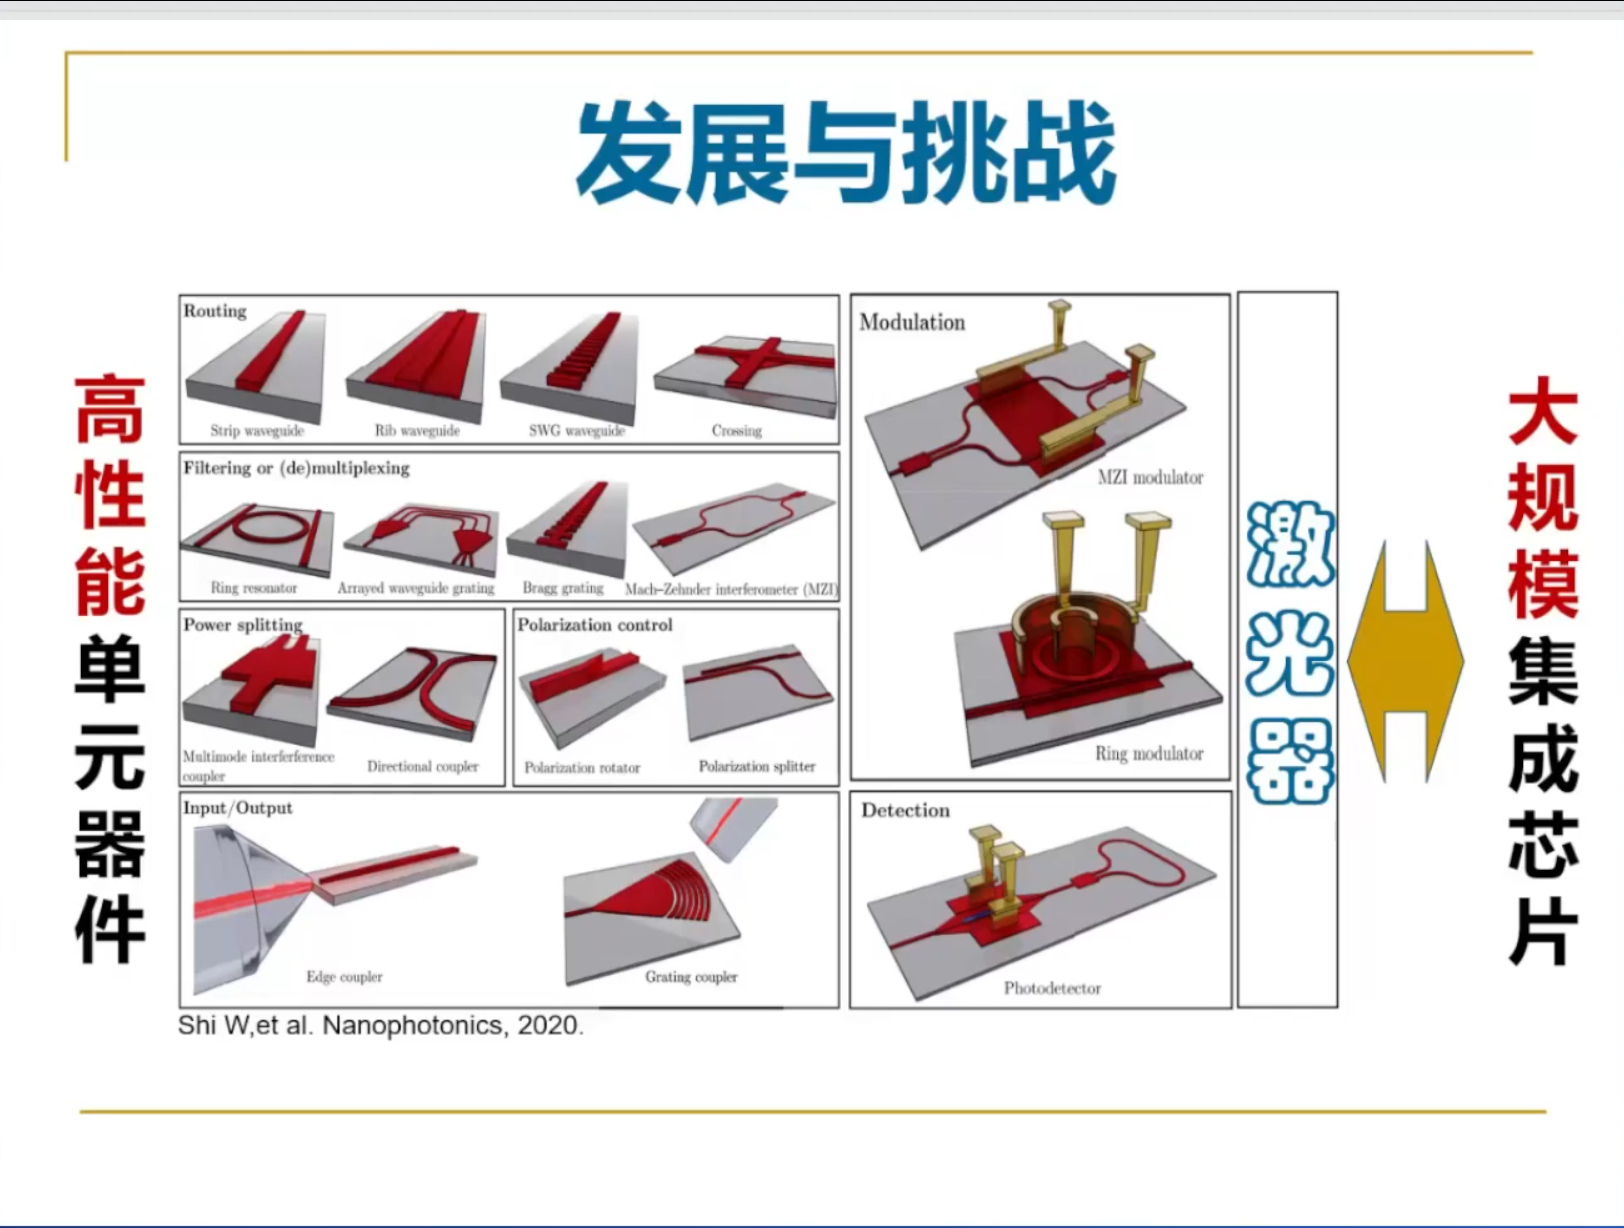 发展与挑战
高性能单元器件
Routing
Strip waveguide
Rib waveguide
SWG waveguide
Crossing
Filtering or (de)multiplexing
Ring resonator
Arrayed waveguide grating
Bragg grating
Mach-Zehnder interferometer (MZI)
Power splitting
Multimode interferference
coupler
Directional coupler
Polarization control
Polarization rotator
Polarization splitter
Input/Output
Edge coupler
Grating coupler
Modulation
MZI modulator
Ring modulator
Detection
Photodetector
激光器
大规模集成芯片
Shi W,et al. Nanophotonics, 2020.